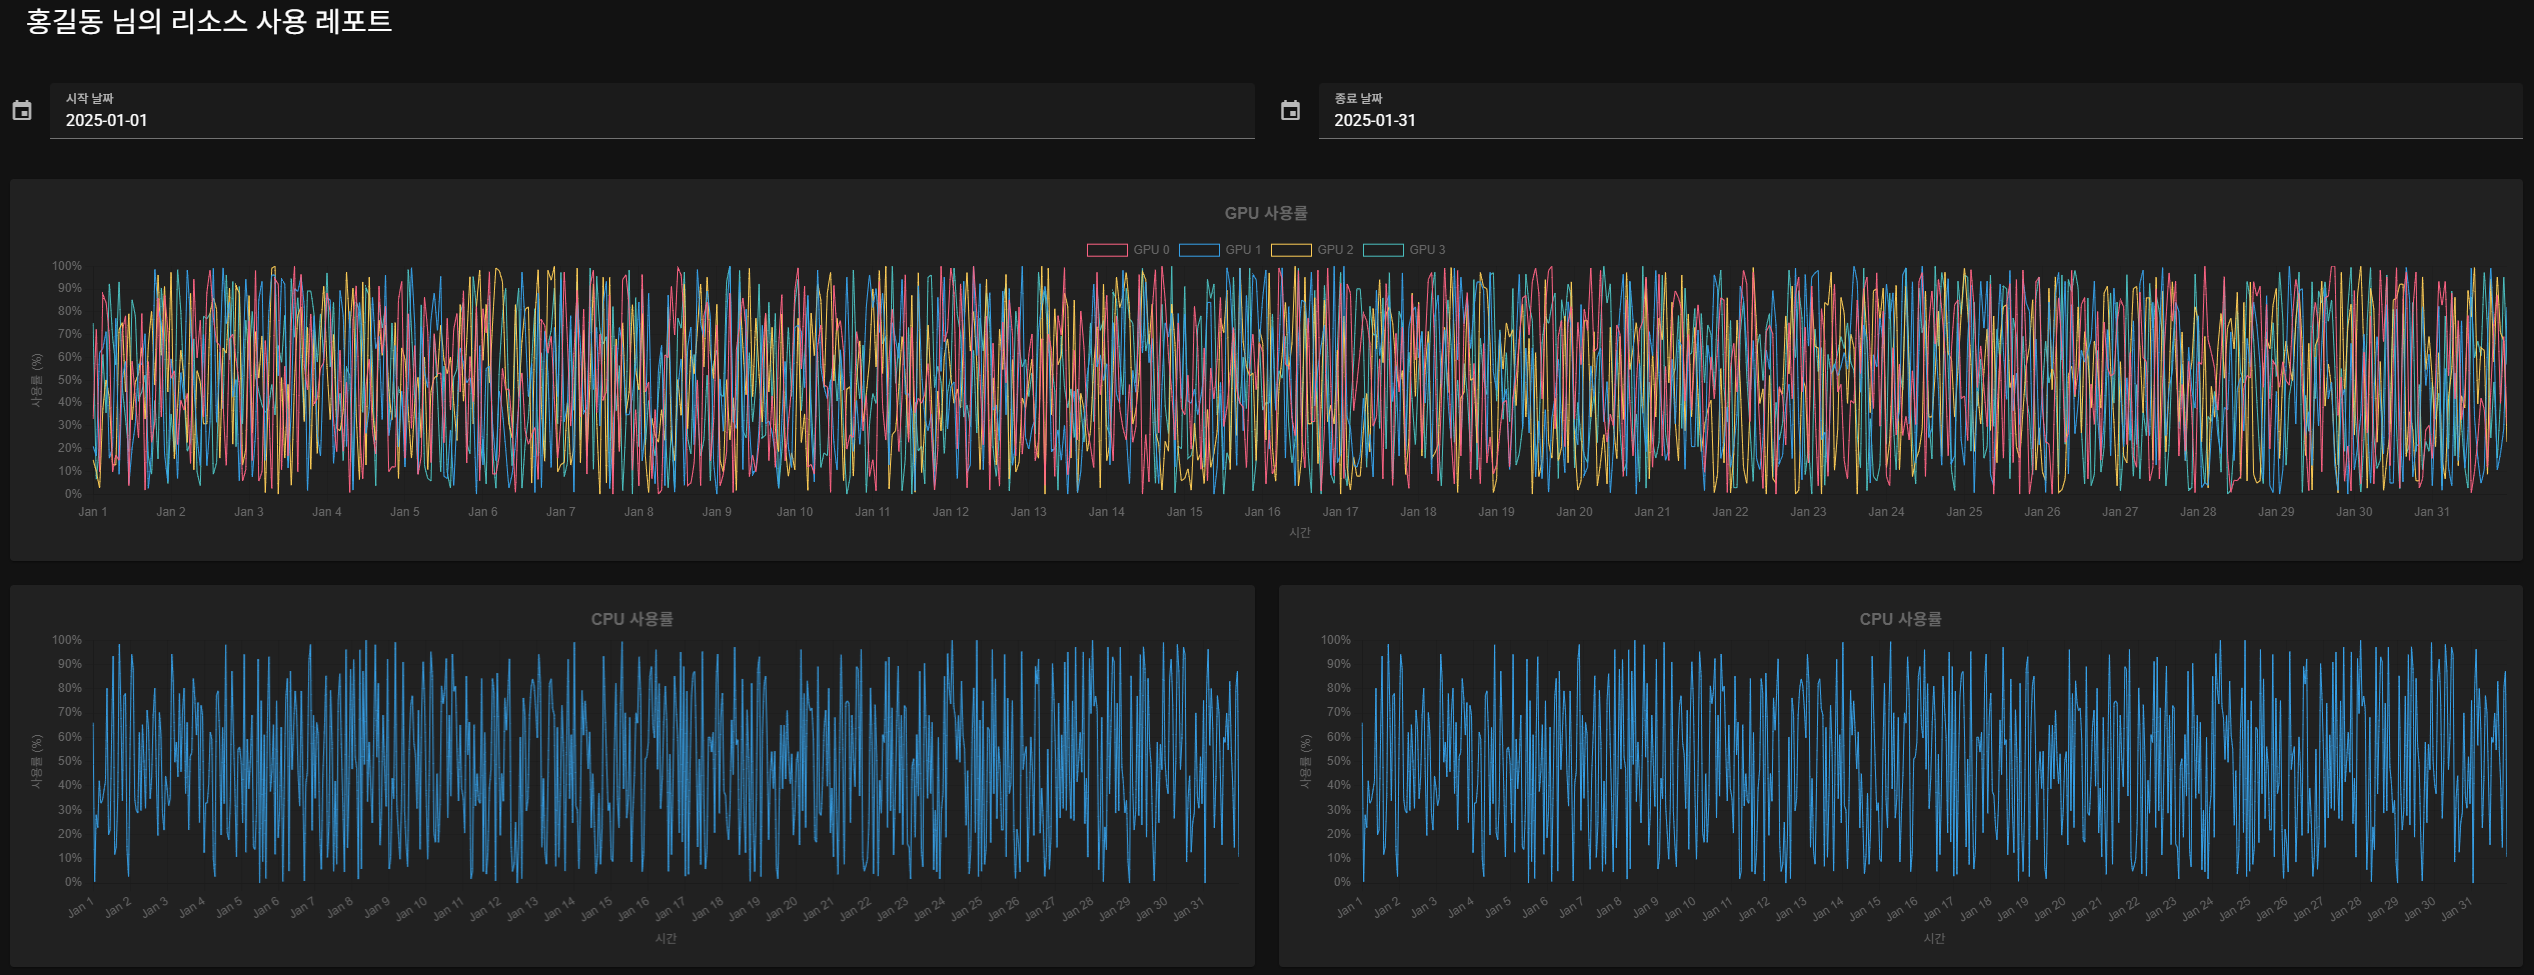 홍길동 님의 리소스 사용 레포트
시작 날짜
2025-01-01
종료 날짜
2025-01-31
GPU 사용률
GPU 0 GPU 1 GPU 2 GPU 3
사용률 (%)
100%
90%
80%
70%
60%
50%
40%
30%
20%
10%
0%
Jan 1 Jan 2 Jan 3 Jan 4 Jan 5 Jan 6 Jan 7 Jan 8 Jan 9 Jan 10 Jan 11 Jan 12 Jan 13 Jan 14 Jan 15 Jan 16 Jan 17 Jan 18 Jan 19 Jan 20 Jan 21 Jan 22 Jan 23 Jan 24 Jan 25 Jan 26 Jan 27 Jan 28 Jan 29 Jan 30 Jan 31
시간
CPU 사용률
사용률 (%)
100%
90%
80%
70%
60%
50%
40%
30%
20%
10%
0%
Jan 1 Jan 2 Jan 3 Jan 4 Jan 5 Jan 6 Jan 7 Jan 8 Jan 9 Jan 10 Jan 11 Jan 12 Jan 13 Jan 14 Jan 15 Jan 16 Jan 17 Jan 18 Jan 19 Jan 20 Jan 21 Jan 22 Jan 23 Jan 24 Jan 25 Jan 26 Jan 27 Jan 28 Jan 29 Jan 30 Jan 31
시간
CPU 사용률
사용률 (%)
100%
90%
80%
70%
60%
50%
40%
30%
20%
10%
0%
Jan 1 Jan 2 Jan 3 Jan 4 Jan 5 Jan 6 Jan 7 Jan 8 Jan 9 Jan 10 Jan 11 Jan 12 Jan 13 Jan 14 Jan 15 Jan 16 Jan 17 Jan 18 Jan 19 Jan 20 Jan 21 Jan 22 Jan 23 Jan 24 Jan 25 Jan 26 Jan 27 Jan 28 Jan 29 Jan 30 Jan 31
시간